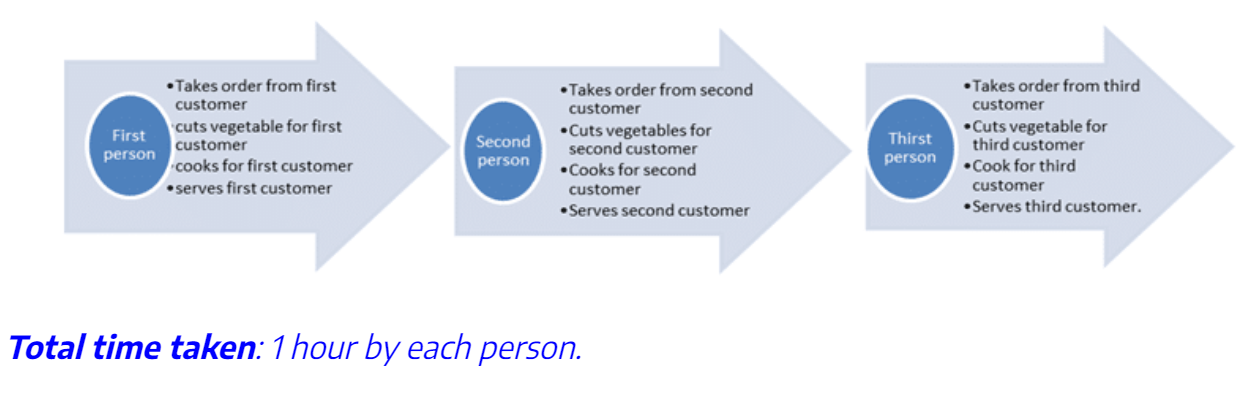 First
person
•Takes order from first
customer
•cuts vegetable for first
customer
•cooks for first customer
•serves first customer
Second
person
•Takes order from second
customer
•Cuts vegetables for
second customer
•Cooks for second
customer
•Serves second customer
Thirst
person
•Takes order from third
customer
•Cuts vegetable for
third customer
•Cook for third
customer
•Serves third customer.
Total time taken: 1 hour by each person.